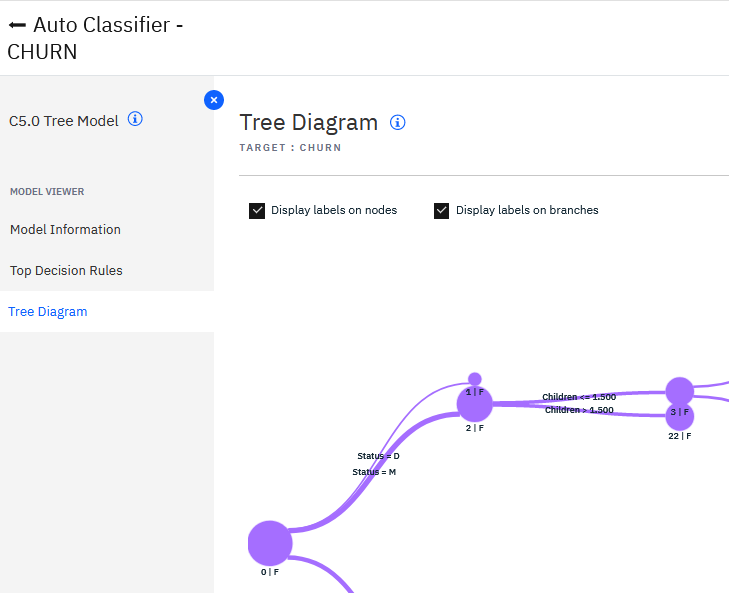 Auto Classifier -
CHURN
C5.0 Tree Model
MODEL VIEWER
Model Information
Top Decision Rules
Tree Diagram
Tree Diagram
TARGET : CHURN
Display labels on nodes
Display labels on branches
1 | F
2 | F
Children <= 1.500
Children > 1.500
3 | F
22 | F
Status = D
Status = M
0 | F